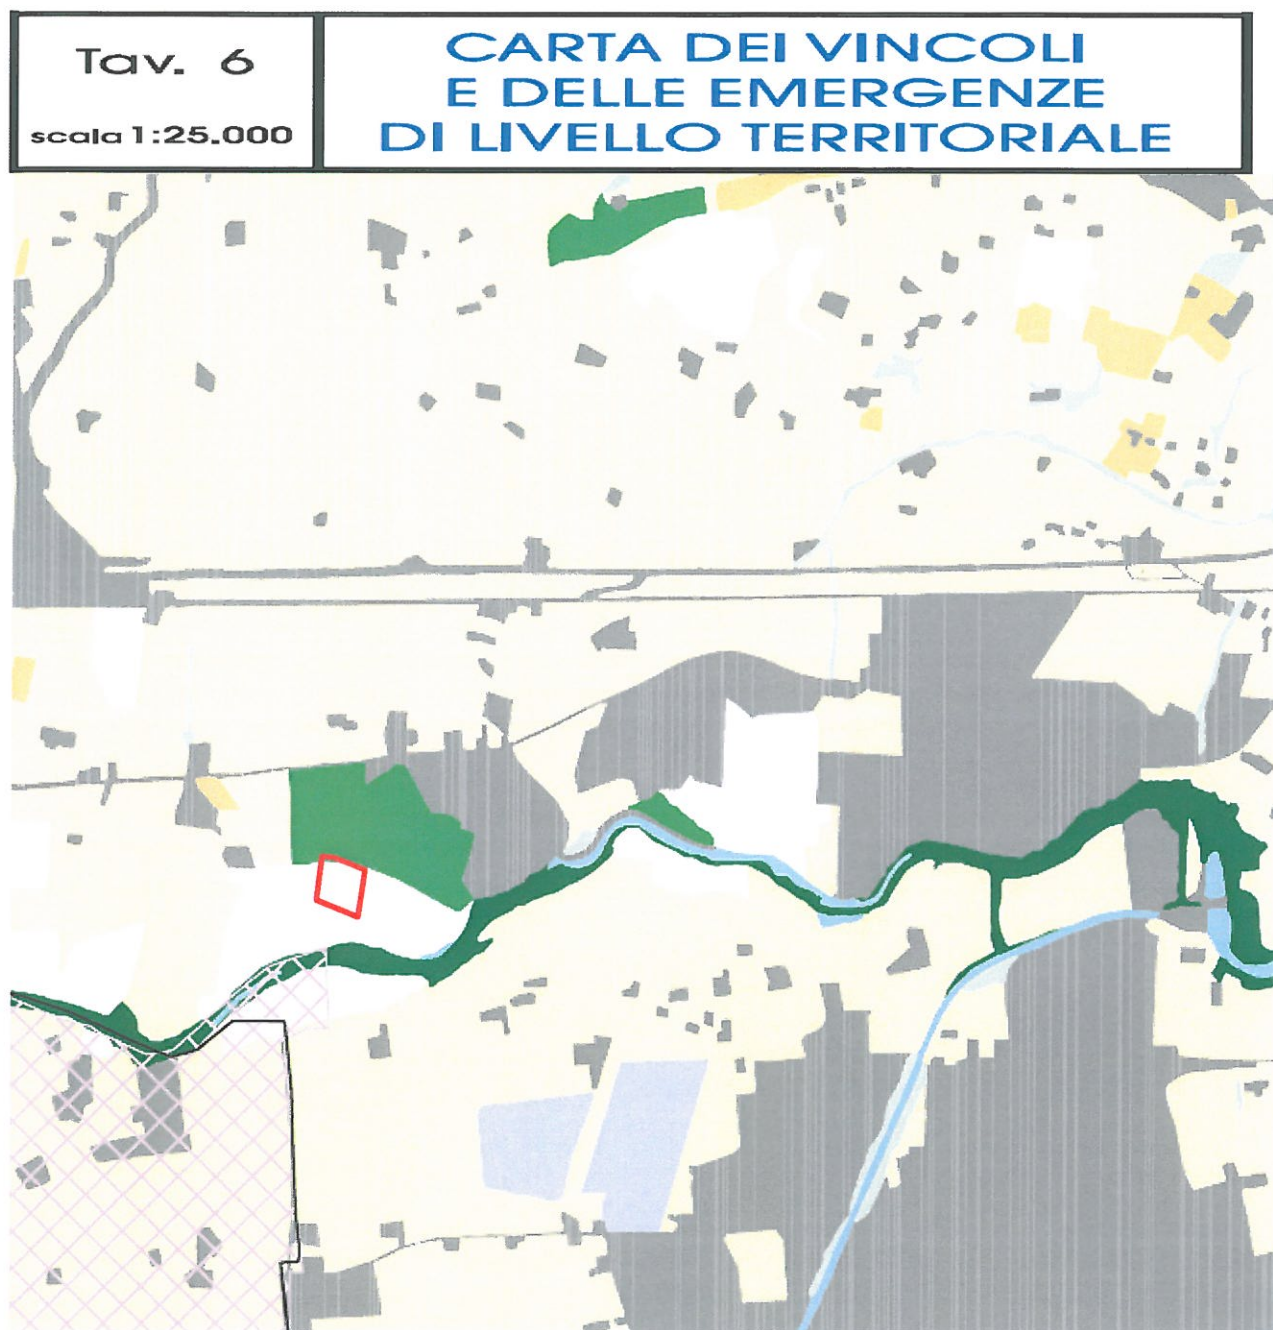 Tav. 6
scala 1:25.000
CARTA DEI VINCOLI
E DELLE EMERGENZE
DI LIVELLO TERRITORIALE